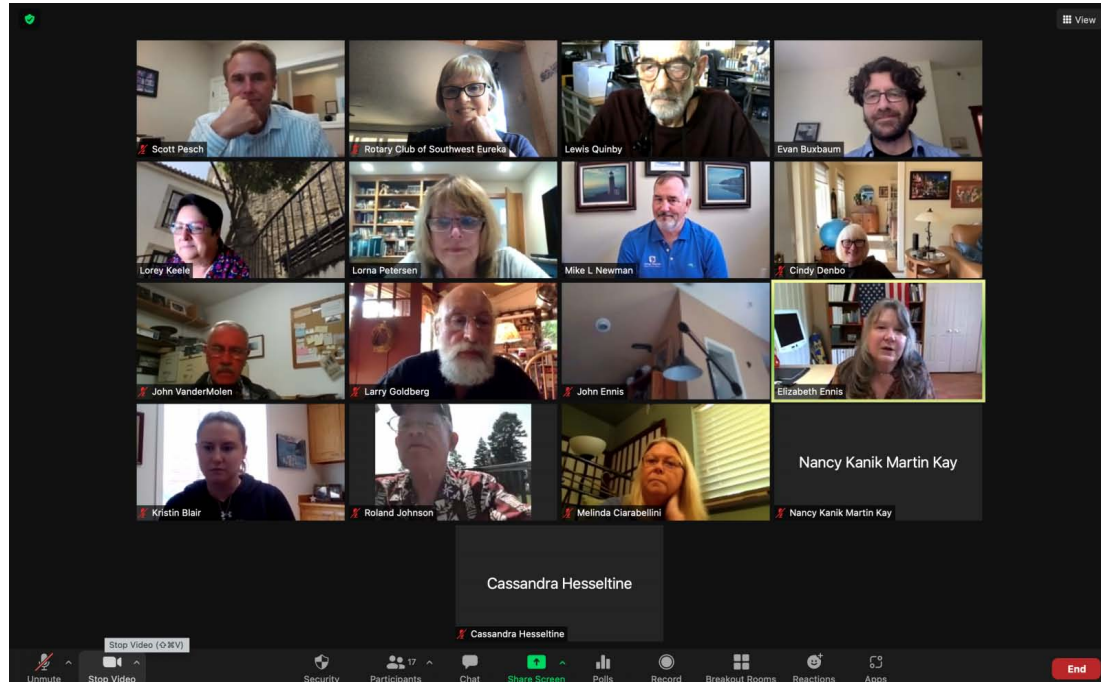 View
Scott Pesch
Rotary Club of Southwest Eureka
Lewis Quinby
Evan Buxbaum
Lorey Keele
Lorna Petersen
Mike L Newman
Cindy Denbo
John VanderMolen
Larry Goldberg
John Ennis
Elizabeth Ennis
Kristin Blair
Roland Johnson
Melinda Ciarabellini
Nancy Kanik Martin Kay
Nancy Kanik Martin Kay
Cassandra Hesseltine
Cassandra Hesseltine
Stop Video (⇧⌘V)
17
Unmute
Stop Video
Security
Participants
Chat
Share Screen
Polls
Record
Breakout Rooms
Reactions
Apps
End